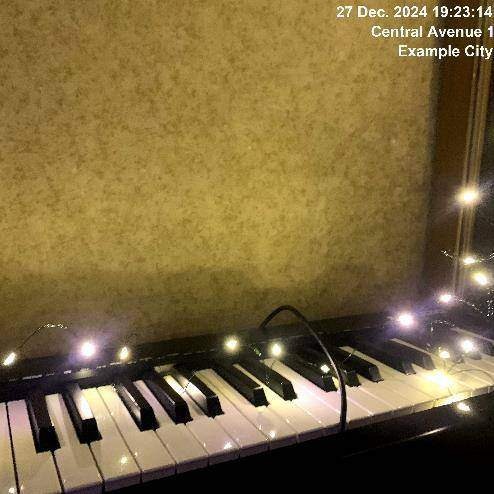 27 Dec. 2024 19:23:14
Central Avenue 1
Example City